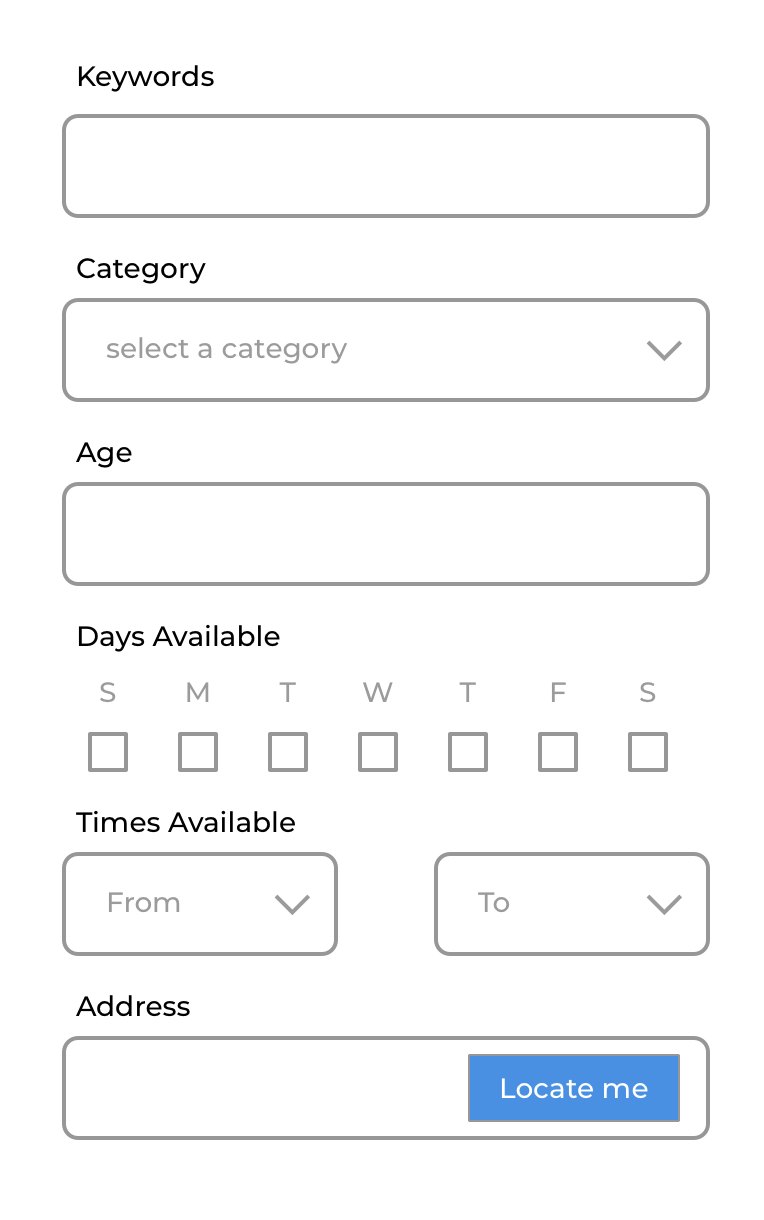 Keywords
Category
select a category
Age
Days Available
S M T W T F S
Times Available
From To
Address
Locate me